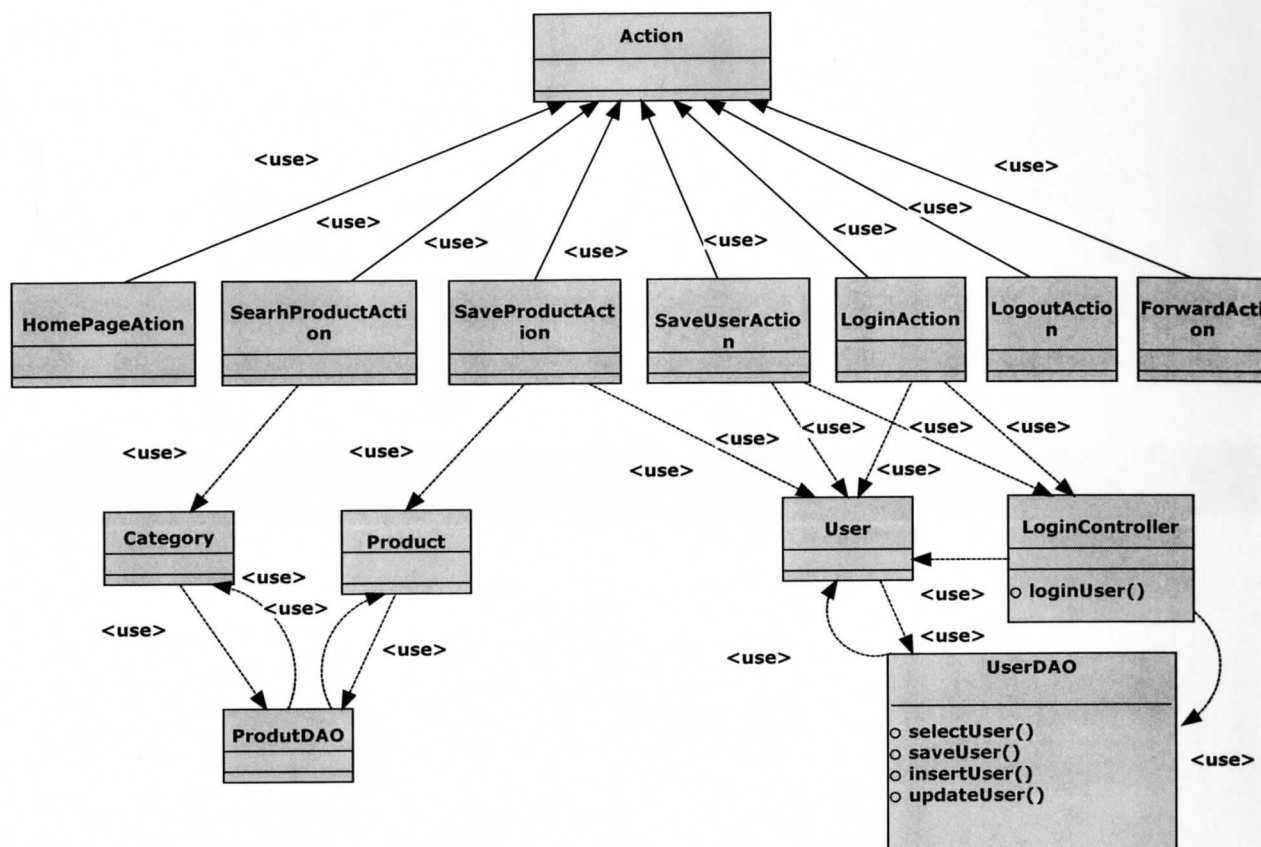 Action
<use>
<use>
<use>
<use>
<use>
<use>
<use>
<use>
HomePageAtion
SearhProductActi
on
SaveProductAct
ion
SaveUserActio
n
LoginAction
LogoutActio
n
ForwardActi
on
<use>
<use>
<use>
<use>
<use>
<use>
<use>
<use>
Category
Product
User
LoginController
loginUser()
<use>
<use>
<use>
<use>
<use>
<use>
<use>
UserDAO
ProdutDAO
selectUser()
saveUser()
insertUser()
updateUser()
<use>